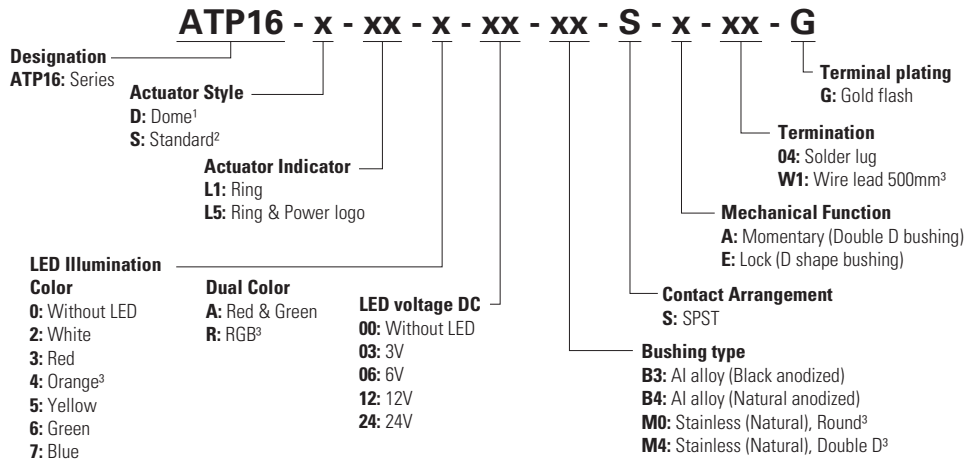 ATP16 - x - xx - x - xx - xx - S - x - xx - G
Designation
ATP16: Series
Actuator Style
D: Dome¹
S: Standard²
Actuator Indicator
L1: Ring
L5: Ring & Power logo
LED Illumination
Color
0: Without LED
2: White
3: Red
4: Orange³
5: Yellow
6: Green
7: Blue
Dual Color
A: Red & Green
R: RGB³
LED voltage DC
00: Without LED
03: 3V
06: 6V
12: 12V
24: 24V
Terminal plating
G: Gold flash
Termination
04: Solder lug
W1: Wire lead 500mm³
Mechanical Function
A: Momentary (Double D bushing)
E: Lock (D shape bushing)
Contact Arrangement
S: SPST
Bushing type
B3: Al alloy (Black anodized)
B4: Al alloy (Natural anodized)
M0: Stainless (Natural), Round³
M4: Stainless (Natural), Double D³